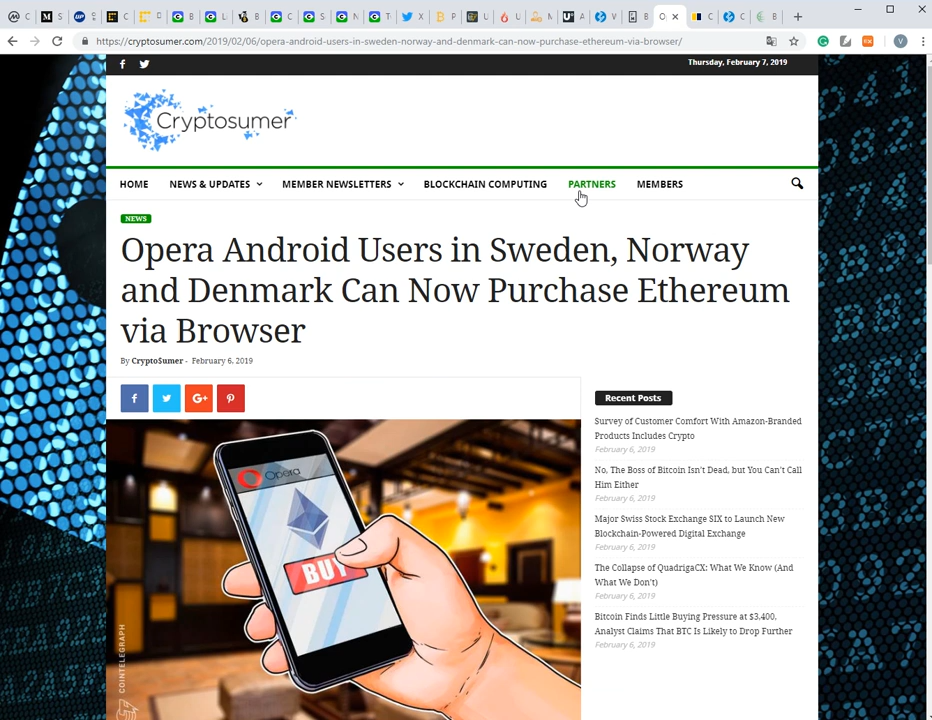 https://cryptosumer.com/2019/02/06/opera-android-users-in-sweden-norway-and-denmark-can-now-purchase-ethereum-via-browser/
Thursday, February 7, 2019
Cryptosumer
HOME NEWS & UPDATES MEMBER NEWSLETTERS BLOCKCHAIN COMPUTING PARTNERS MEMBERS
NEWS
Opera Android Users in Sweden, Norway
and Denmark Can Now Purchase Ethereum
via Browser
By CryptoSumer - February 6, 2019
Recent Posts
Survey of Customer Comfort With Amazon-Branded
Products Includes Crypto
February 6, 2019
No, The Boss of Bitcoin Isn't Dead, but You Can't Call
Him Either
February 6, 2019
Major Swiss Stock Exchange SIX to Launch New
Blockchain-Powered Digital Exchange
February 6, 2019
The Collapse of QuadrigaCX: What We Know (And
What We Don't)
February 6, 2019
Bitcoin Finds Little Buying Pressure at $3,400,
Analyst Claims That BTC Is Likely to Drop Further
February 6, 2019
Opera
BUY
COINTELEGRAPH